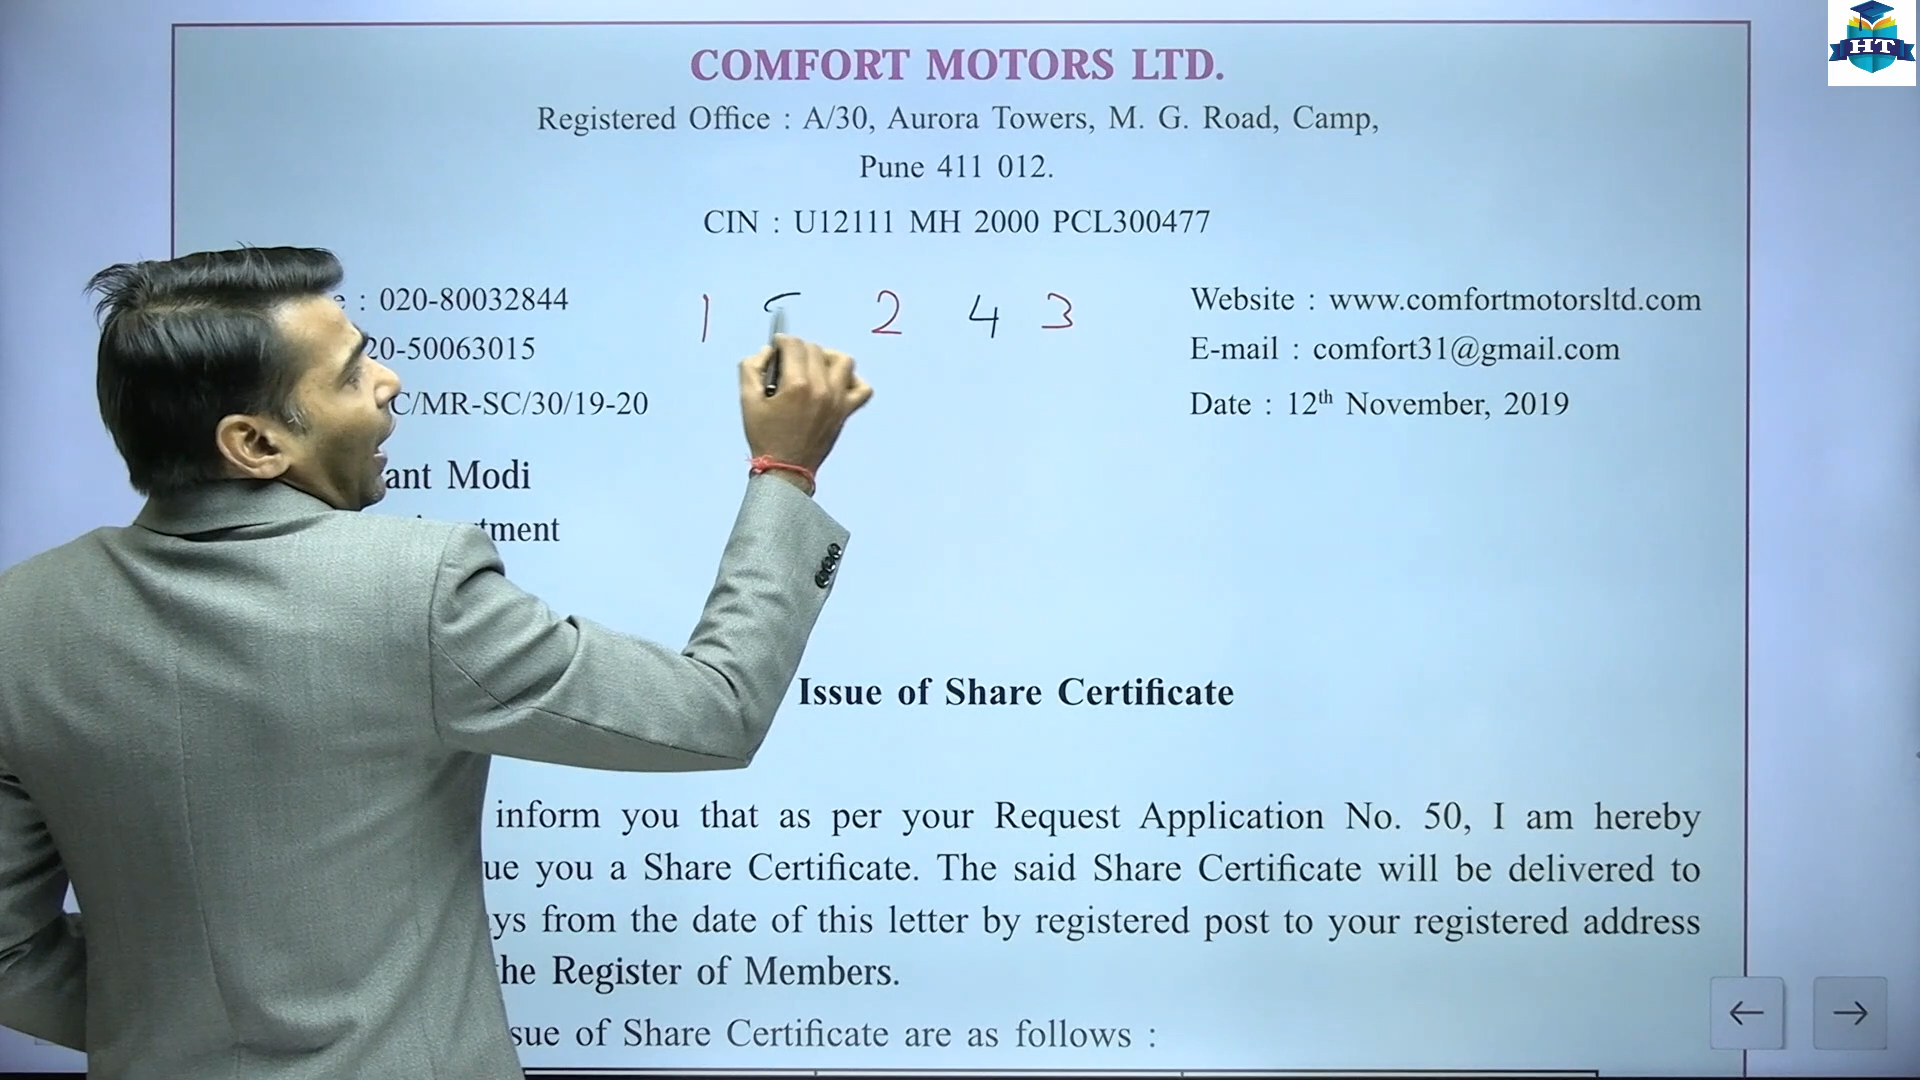 HT
COMFORT MOTORS LTD.
Registered Office : A/30, Aurora Towers, M. G. Road, Camp,
Pune 411 012.
CIN : U12111 MH 2000 PCL300477
: 020-80032844
1 2 4 3
Website : www.comfortmotorsltd.com
20-50063015
E-mail : comfort31@gmail.com
C/MR-SC/30/19-20
Date : 12th November, 2019
ant Modi
tment
Issue of Share Certificate
inform you that as per your Request Application No. 50, I am hereby
ue you a Share Certificate. The said Share Certificate will be delivered to
ys from the date of this letter by registered post to your registered address
he Register of Members.
sue of Share Certificate are as follows :